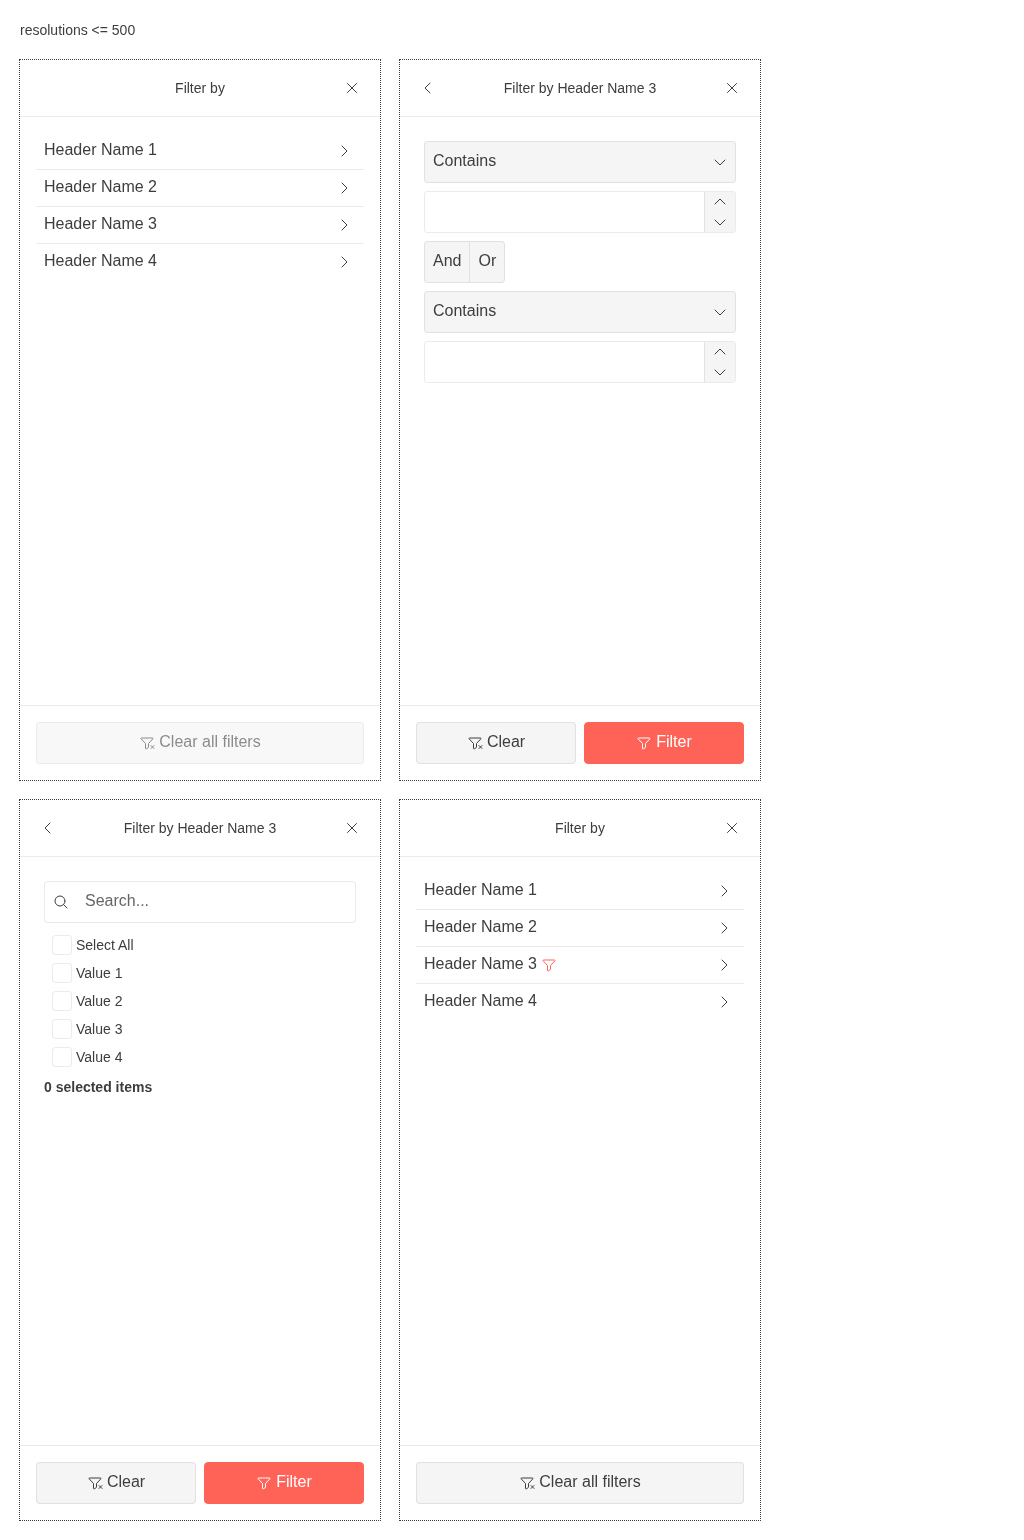 resolutions <= 500
Filter by
Header Name 1
Header Name 2
Header Name 3
Header Name 4
Clear all filters
Filter by Header Name 3
Contains
And Or
Contains
Clear Filter
Filter by Header Name 3
Search...
Select All
Value 1
Value 2
Value 3
Value 4
0 selected items
Clear Filter
Filter by
Header Name 1
Header Name 2
Header Name 3
Header Name 4
Clear all filters